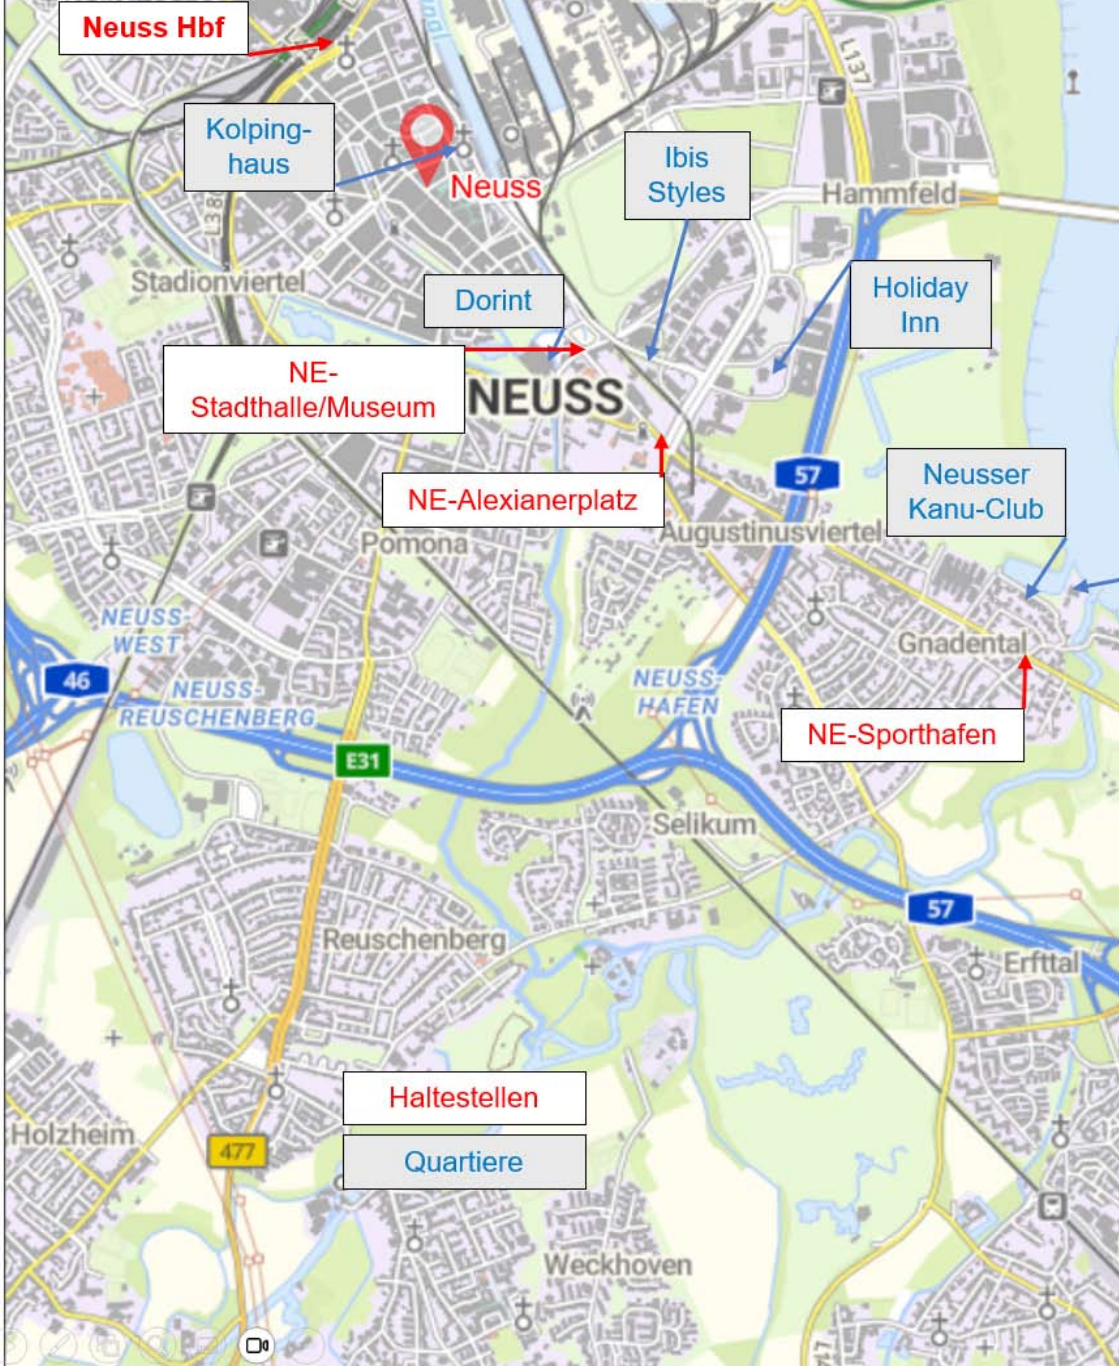 Neuss Hbf
L137
Kolping-
haus
Ibis
Styles
Neuss
Hammfeld
Stadionviertel
Dorint
Holiday
Inn
NE-
Stadthalle/Museum
NEUSS
57
Neusser
Kanu-Club
NE-Alexianerplatz
Augustinusviertel
Pomona
NEUSS-
WEST
Gnadental
46
NEUSS-
REUSCHENBERG
NEUSS-
HAFEN
NE-Sporthafen
E31
Selikum
57
Reuschenberg
Erfttal
Haltestellen
Holzheim
477
Quartiere
Weckhoven